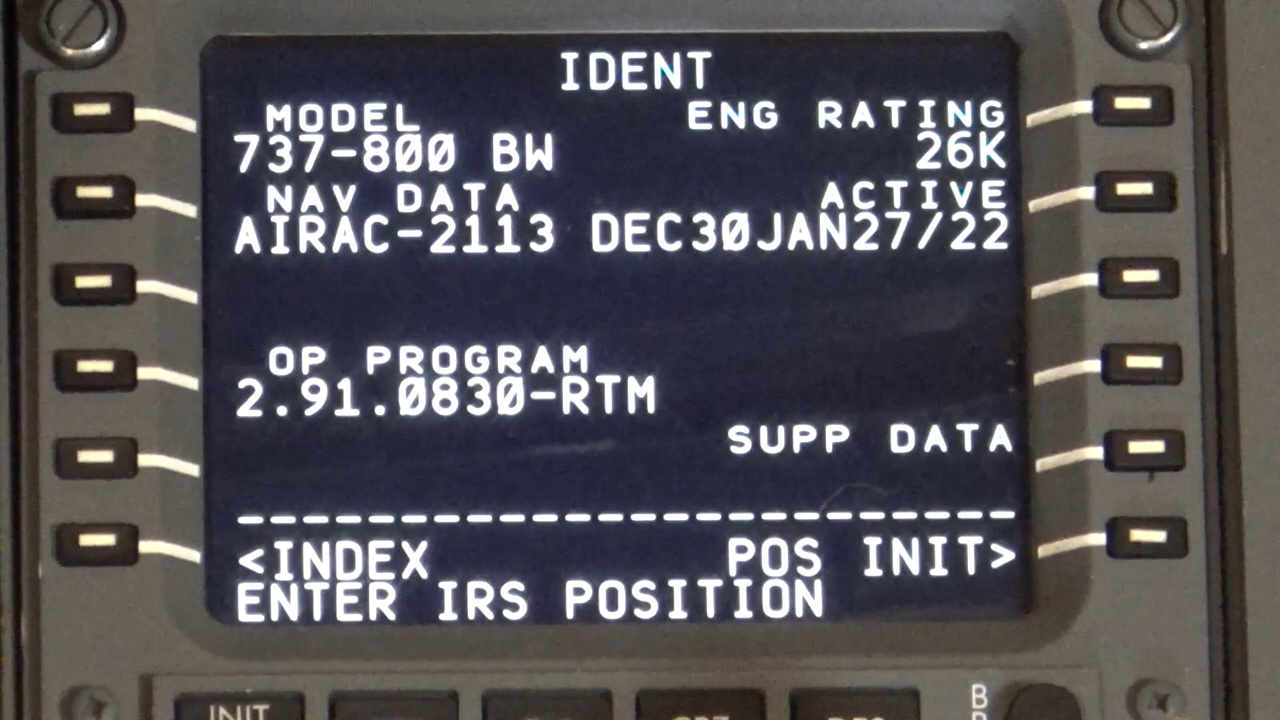 IDENT
MODEL ENG RATING
737-800 BW 26K
NAV DATA ACTIVE
AIRAC-2113 DEC30JAN27/22
OP PROGRAM
2.91.0830-RTM
SUPP DATA
------------------------
<INDEX POS INIT>
ENTER IRS POSITION
INIT
B